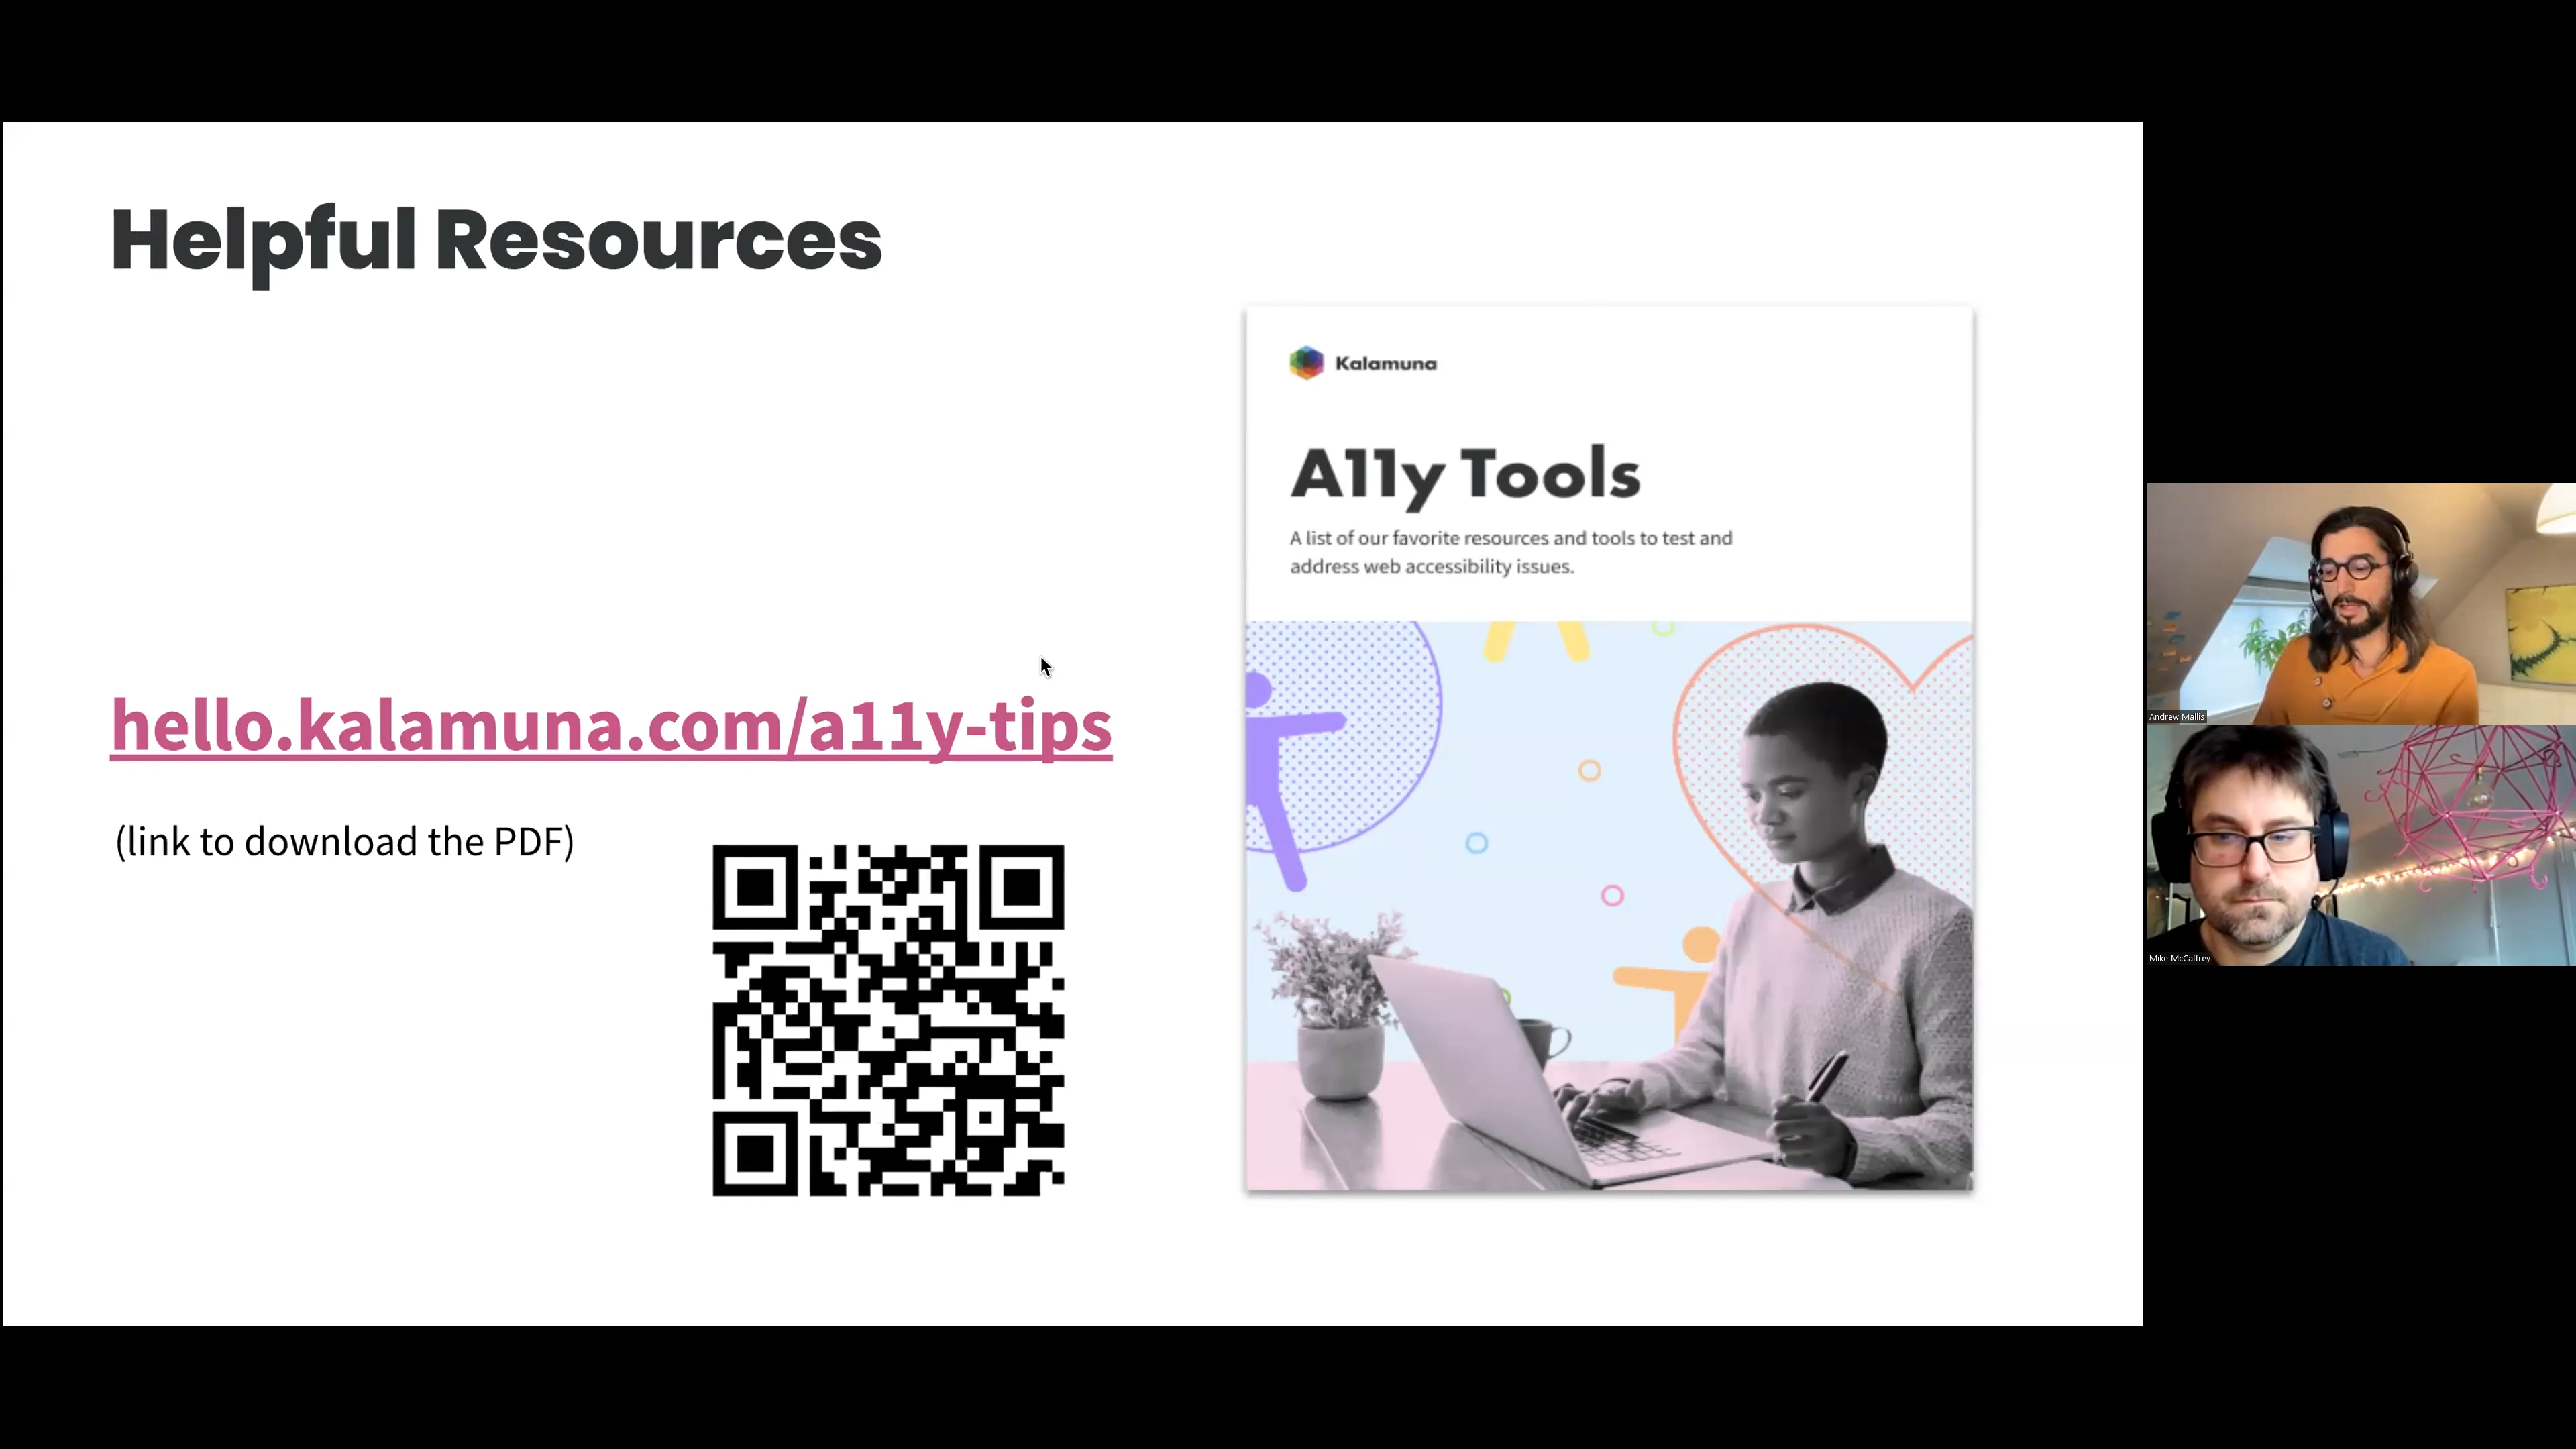 Helpful Resources
hello.kalamuna.com/a11y-tips
(link to download the PDF)
Kalamuna
A11y Tools
A list of our favorite resources and tools to test and
address web accessibility issues.
Andrew Mallis
Mike McCaffrey